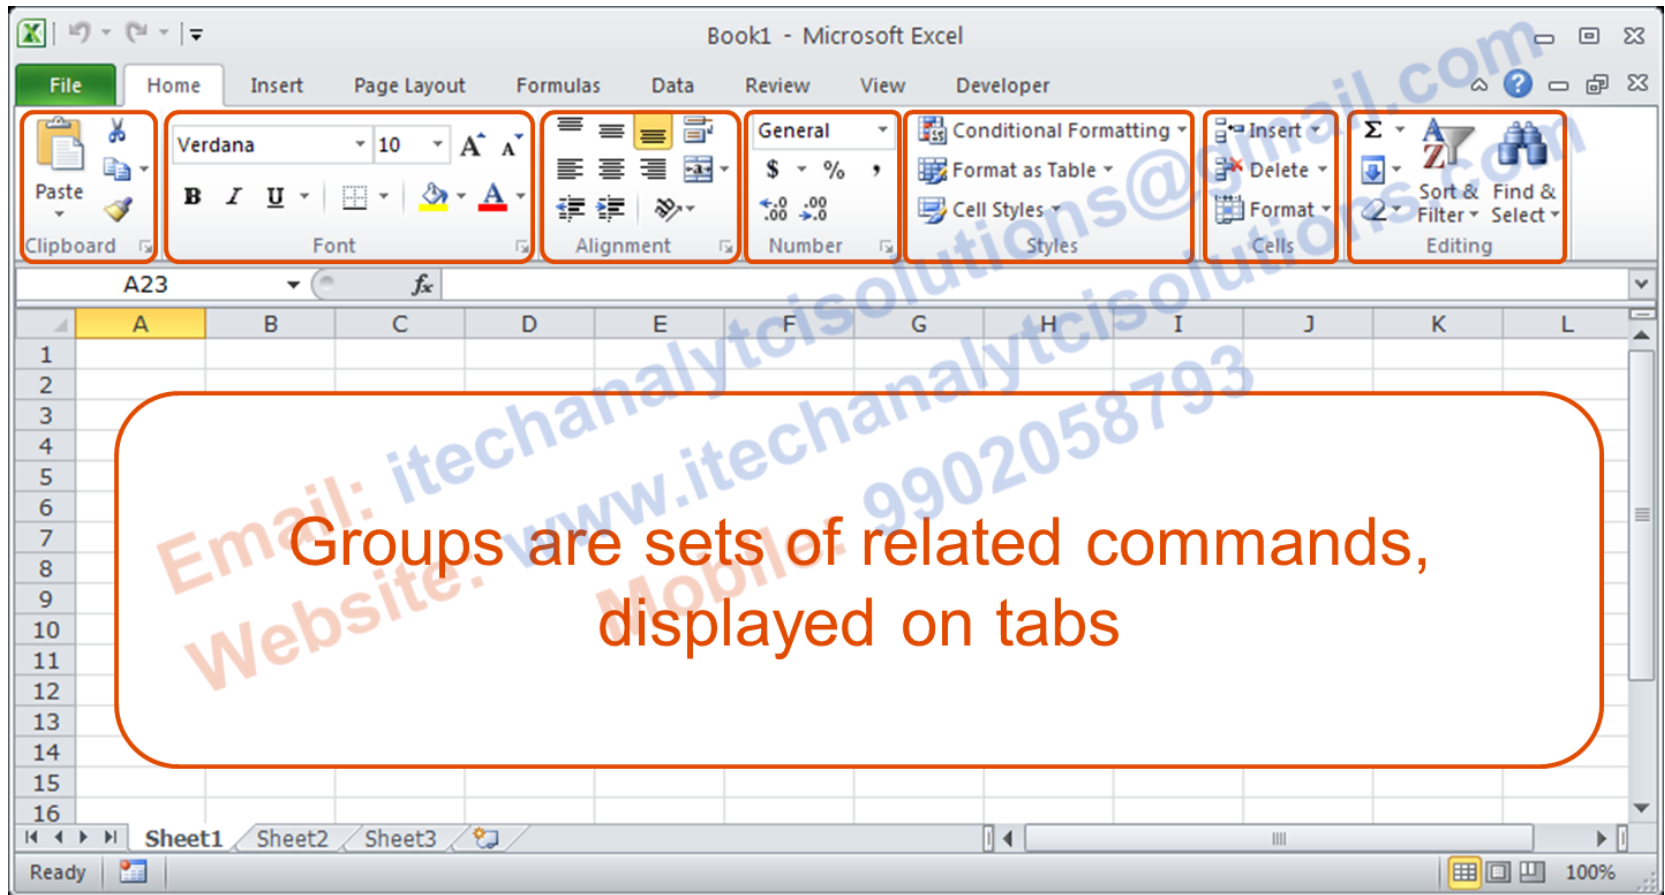 Book1 - Microsoft Excel
File Home Insert Page Layout Formulas Data Review View Developer
Verdana 10 A A General Conditional Formatting Insert Σ
$ % , Format as Table Delete
Paste B I U A .0 .00 .00 .0 Cell Styles Format Sort & Filter Find & Select
Clipboard Font Alignment Number Styles Cells Editing
A23 fx
A B C D E F G H I J K L
1
2
3
4
5
6
7
8
9
10
11
12
13
14
15
16
Groups are sets of related commands,
displayed on tabs
Email: itechanalytcisolutions@gmail.com
Website: www.itechanalytcisolutions.com
Mobile: 9902058793
Sheet1 Sheet2 Sheet3
Ready 100%